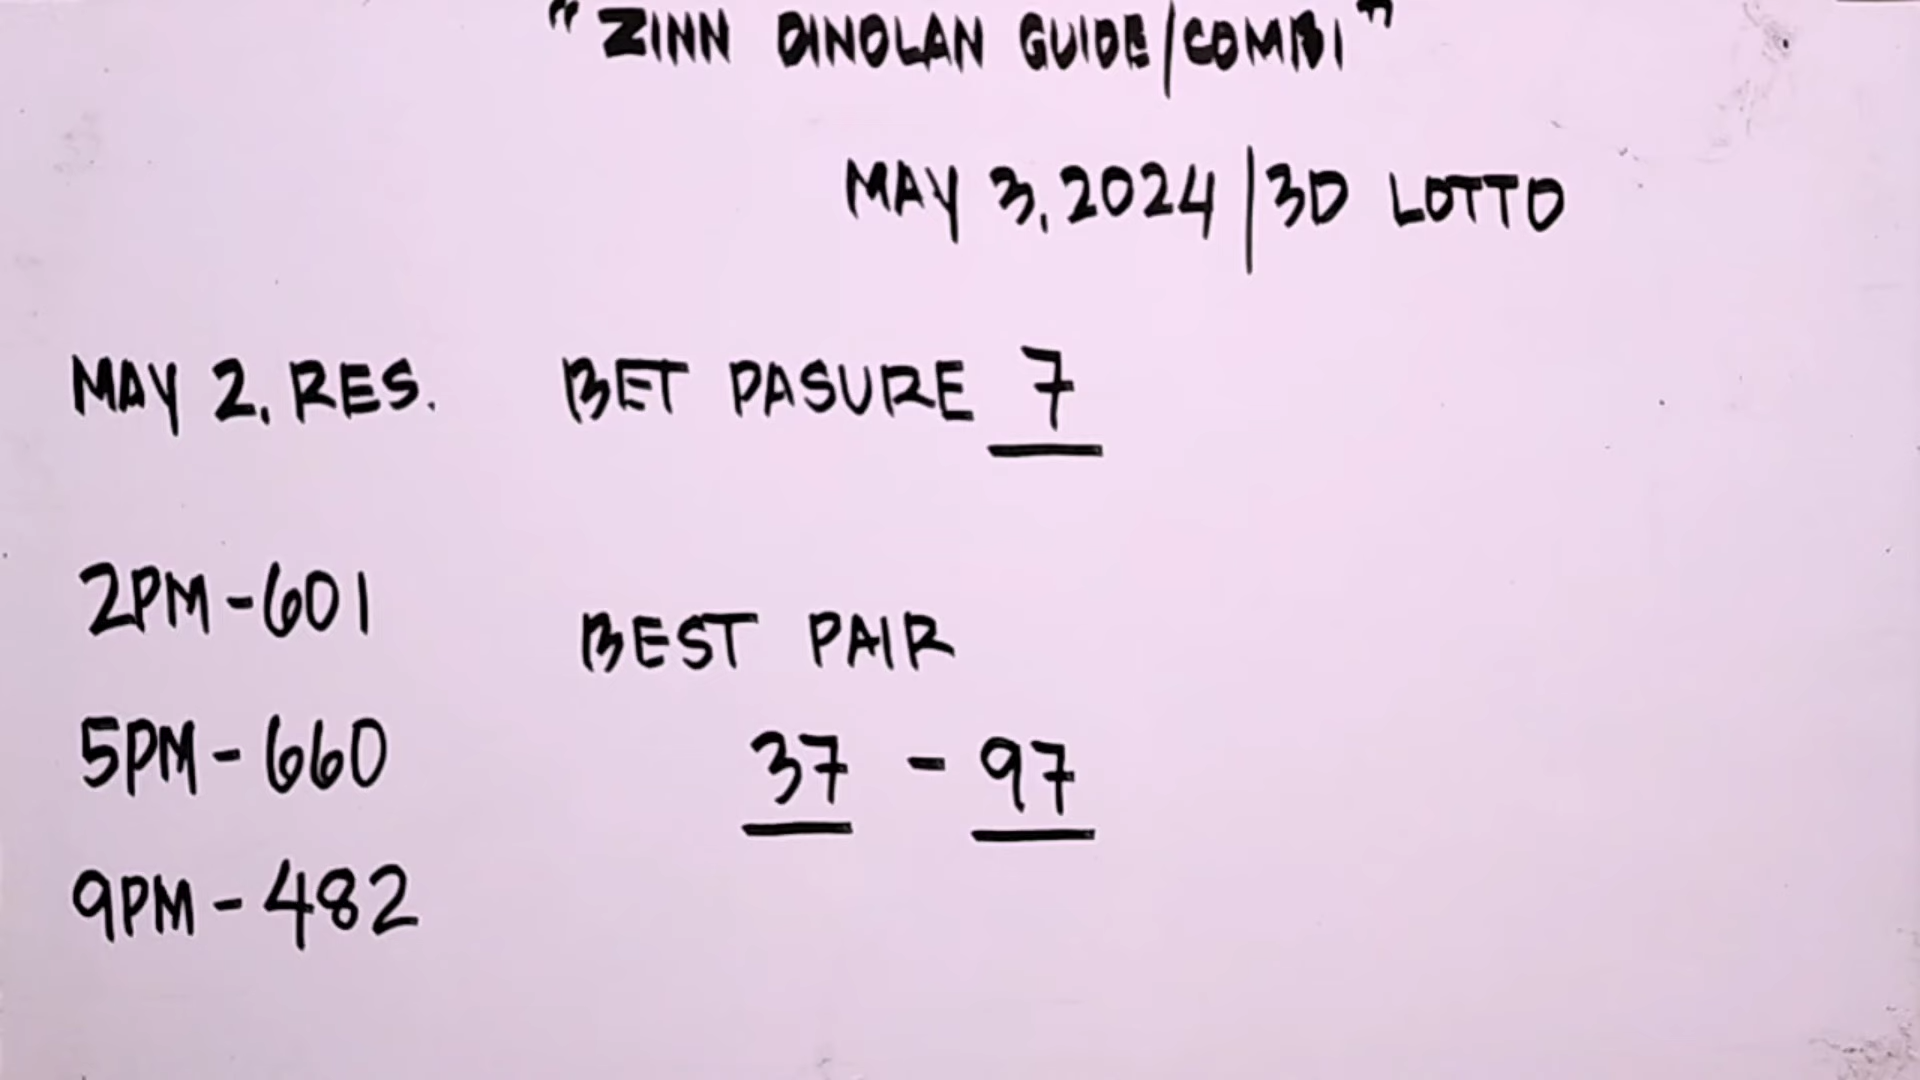 "ZINN DINOLAN GUIDE/COMBI"
MAY 3, 2024 | 3D LOTTO
MAY 2, RES.
2PM - 601
5PM - 660
9PM - 482
BET PASURE 7
BEST PAIR
37 - 97